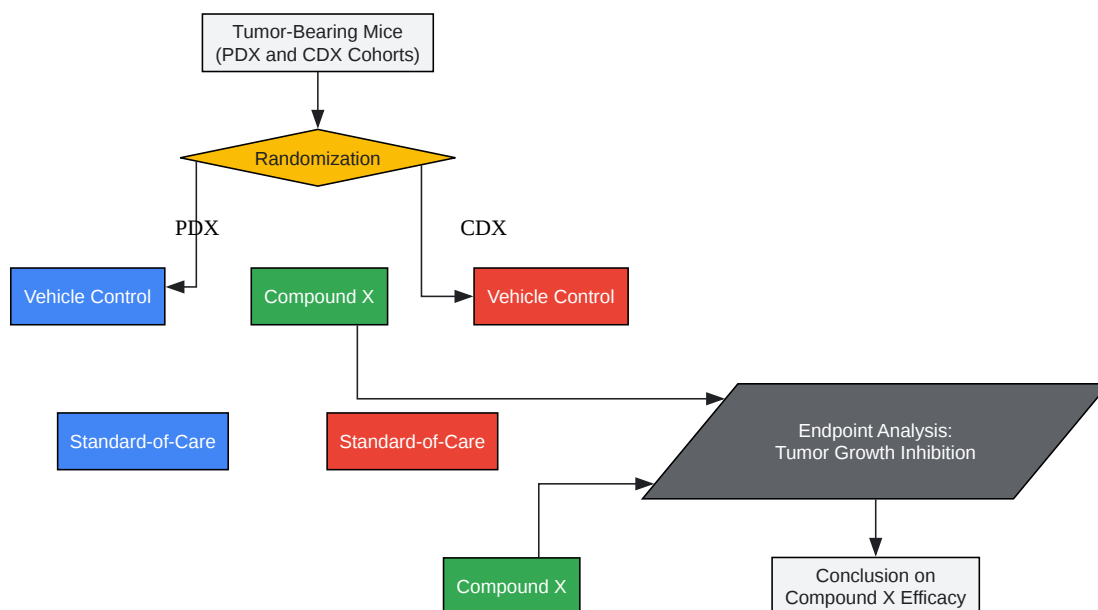 Tumor-Bearing Mice
(PDX and CDX Cohorts)
Randomization
PDX
CDX
Vehicle Control
Compound X
Vehicle Control
Standard-of-Care
Standard-of-Care
Endpoint Analysis:
Tumor Growth Inhibition
Compound X
Conclusion on
Compound X Efficacy